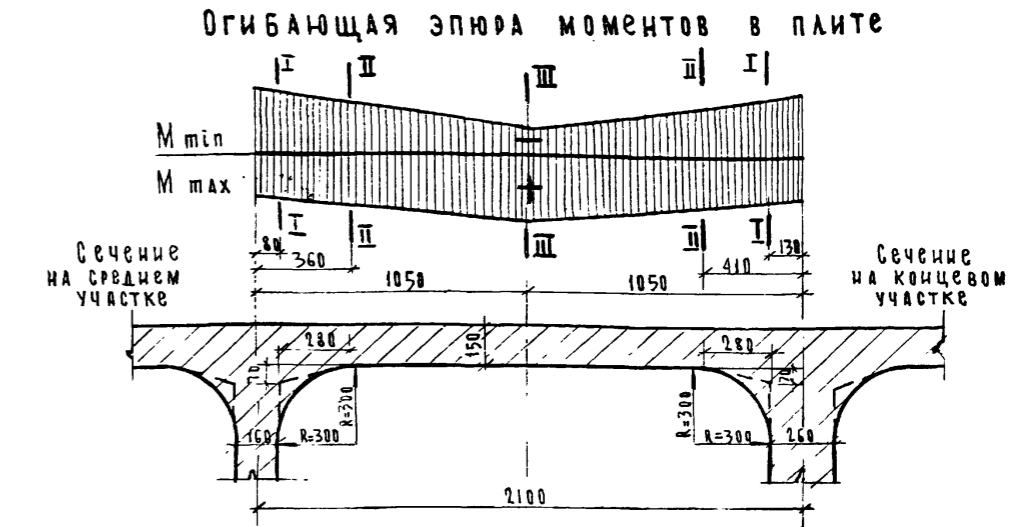 Огибающая эпюра моментов в плите
I II III II I
M min
−
M max
+
I II III II I
80 130
360 410
1050 1050
Сечение
на среднем
участке
Сечение
на концевом
участке
280 150 280
70 70
R=300 R=300
160 R=300 R=300 260
2100